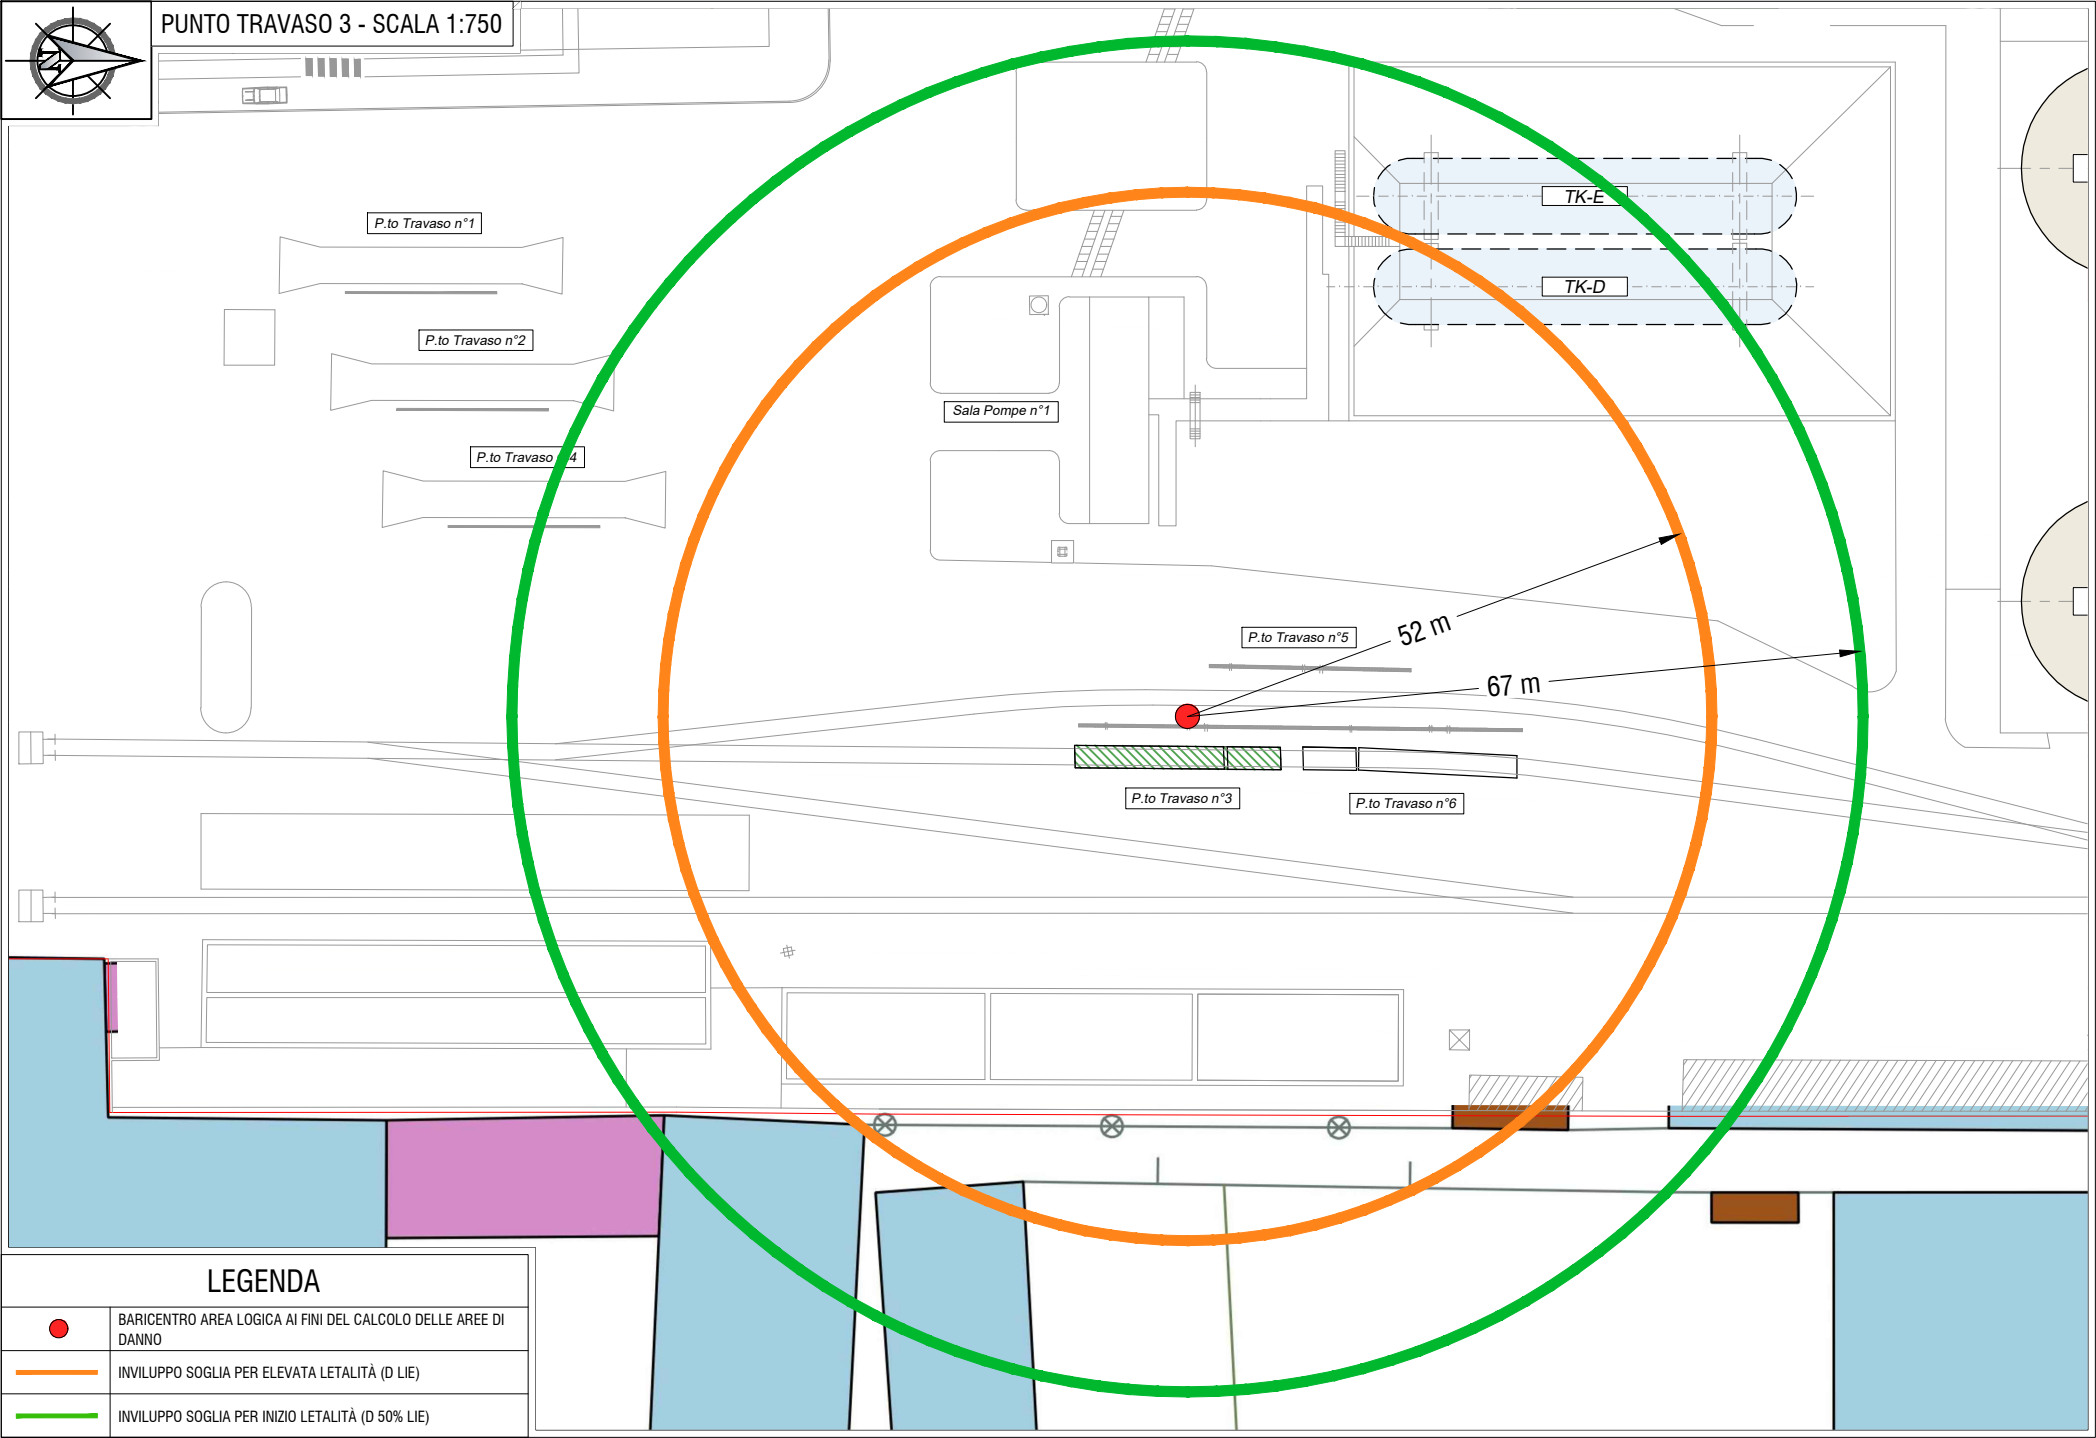 PUNTO TRAVASO 3 - SCALA 1:750
N
P.to Travaso n°1
TK-E
TK-D
P.to Travaso n°2
Sala Pompe n°1
P.to Travaso 4
52 m
P.to Travaso n°5
67 m
P.to Travaso n°3
P.to Travaso n°6
LEGENDA
BARICENTRO AREA LOGICA AI FINI DEL CALCOLO DELLE AREE DI
DANNO
INVILUPPO SOGLIA PER ELEVATA LETALITÀ (D LIE)
INVILUPPO SOGLIA PER INIZIO LETALITÀ (D 50% LIE)